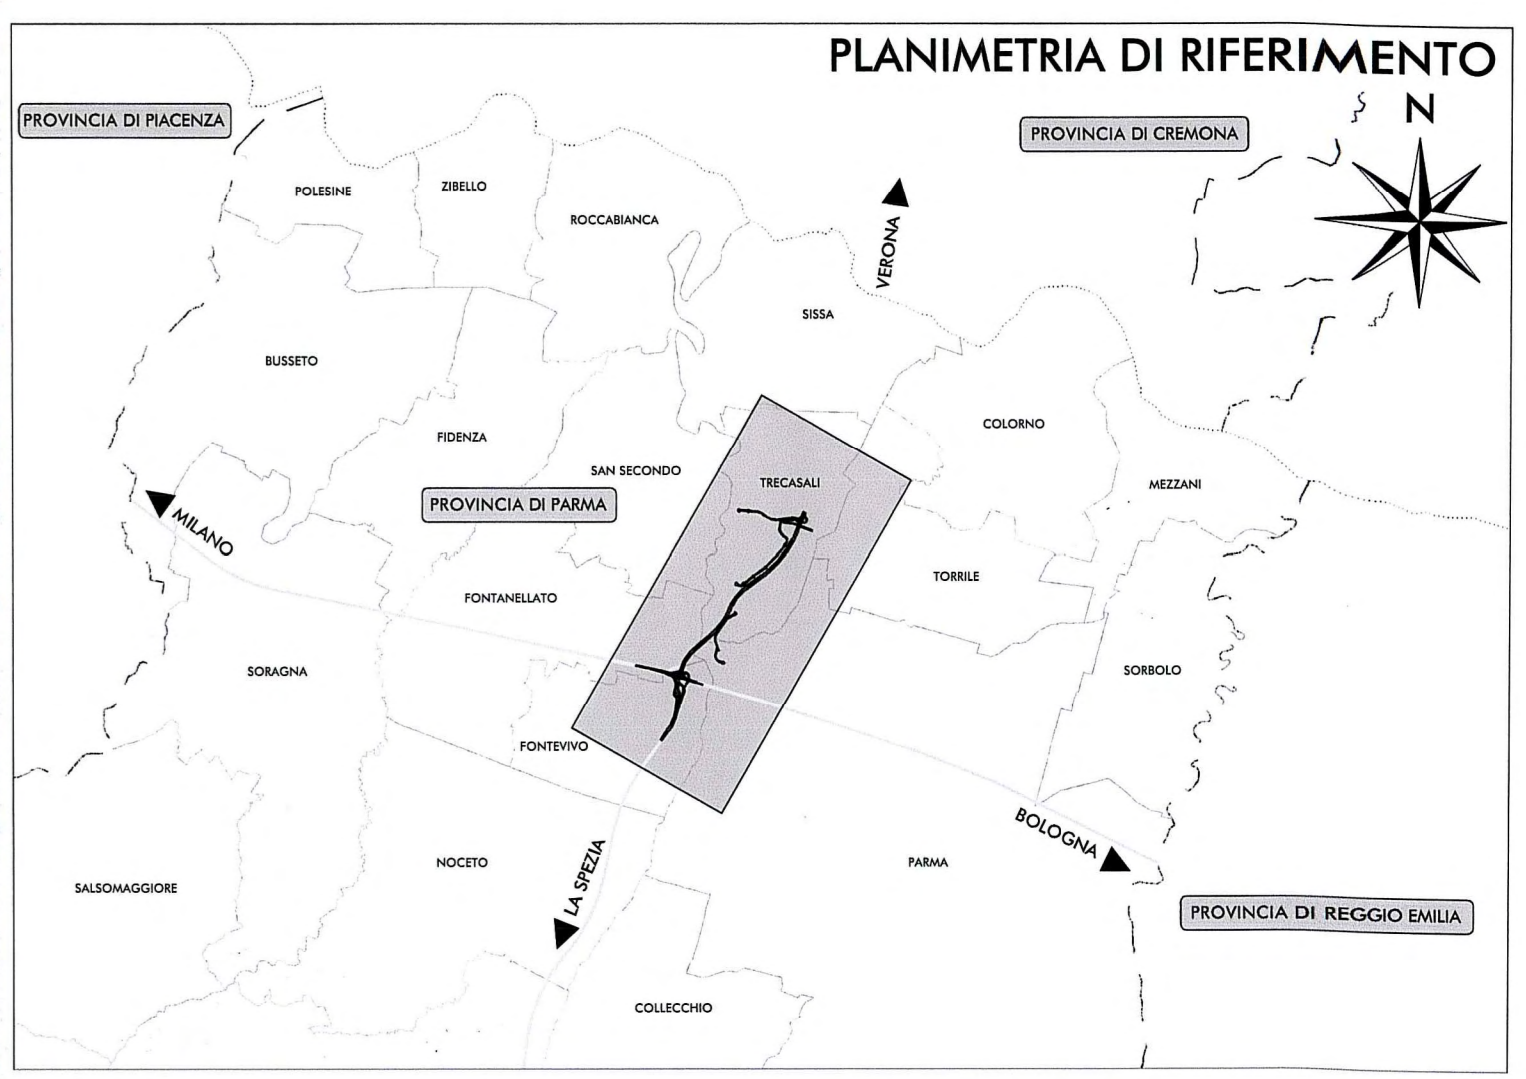 PLANIMETRIA DI RIFERIMENTO
N
PROVINCIA DI PIACENZA
PROVINCIA DI CREMONA
POLESINE
ZIBELLO
ROCCABIANCA
VERONA
SISSA
BUSSETO
FIDENZA
COLORNO
SAN SECONDO
TRECASALI
MEZZANI
PROVINCIA DI PARMA
MILANO
FONTANELLATO
TORRILE
SORAGNA
SORBOLO
FONTEVIVO
BOLOGNA
NOCETO
LA SPEZIA
PARMA
SALSOMAGGIORE
PROVINCIA DI REGGIO EMILIA
COLLECCHIO